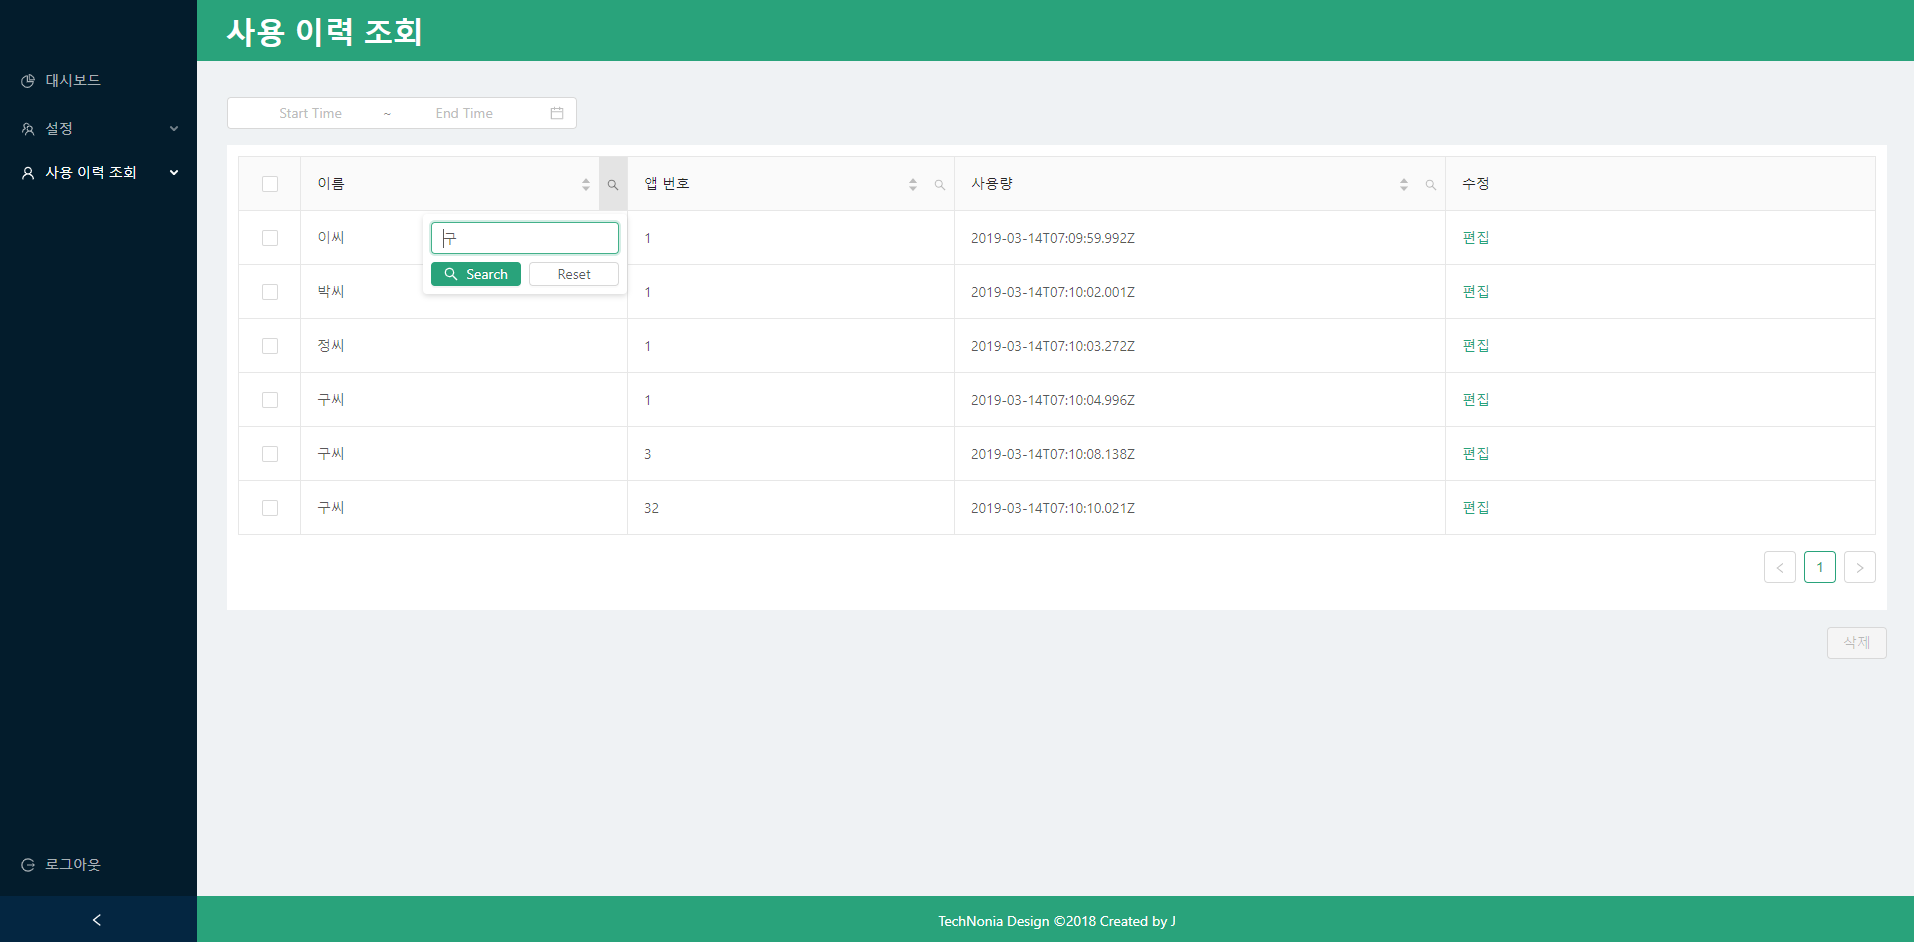 사용 이력 조회
대시보드
설정
사용 이력 조회
Start Time ~ End Time
이름 앱 번호 사용량 수정
이씨 1 2019-03-14T07:09:59.992Z 편집
구
Search Reset
박씨 1 2019-03-14T07:10:02.001Z 편집
정씨 1 2019-03-14T07:10:03.272Z 편집
구씨 1 2019-03-14T07:10:04.996Z 편집
구씨 3 2019-03-14T07:10:08.138Z 편집
구씨 32 2019-03-14T07:10:10.021Z 편집
< 1 >
삭제
로그아웃
TechNonia Design ©2018 Created by J